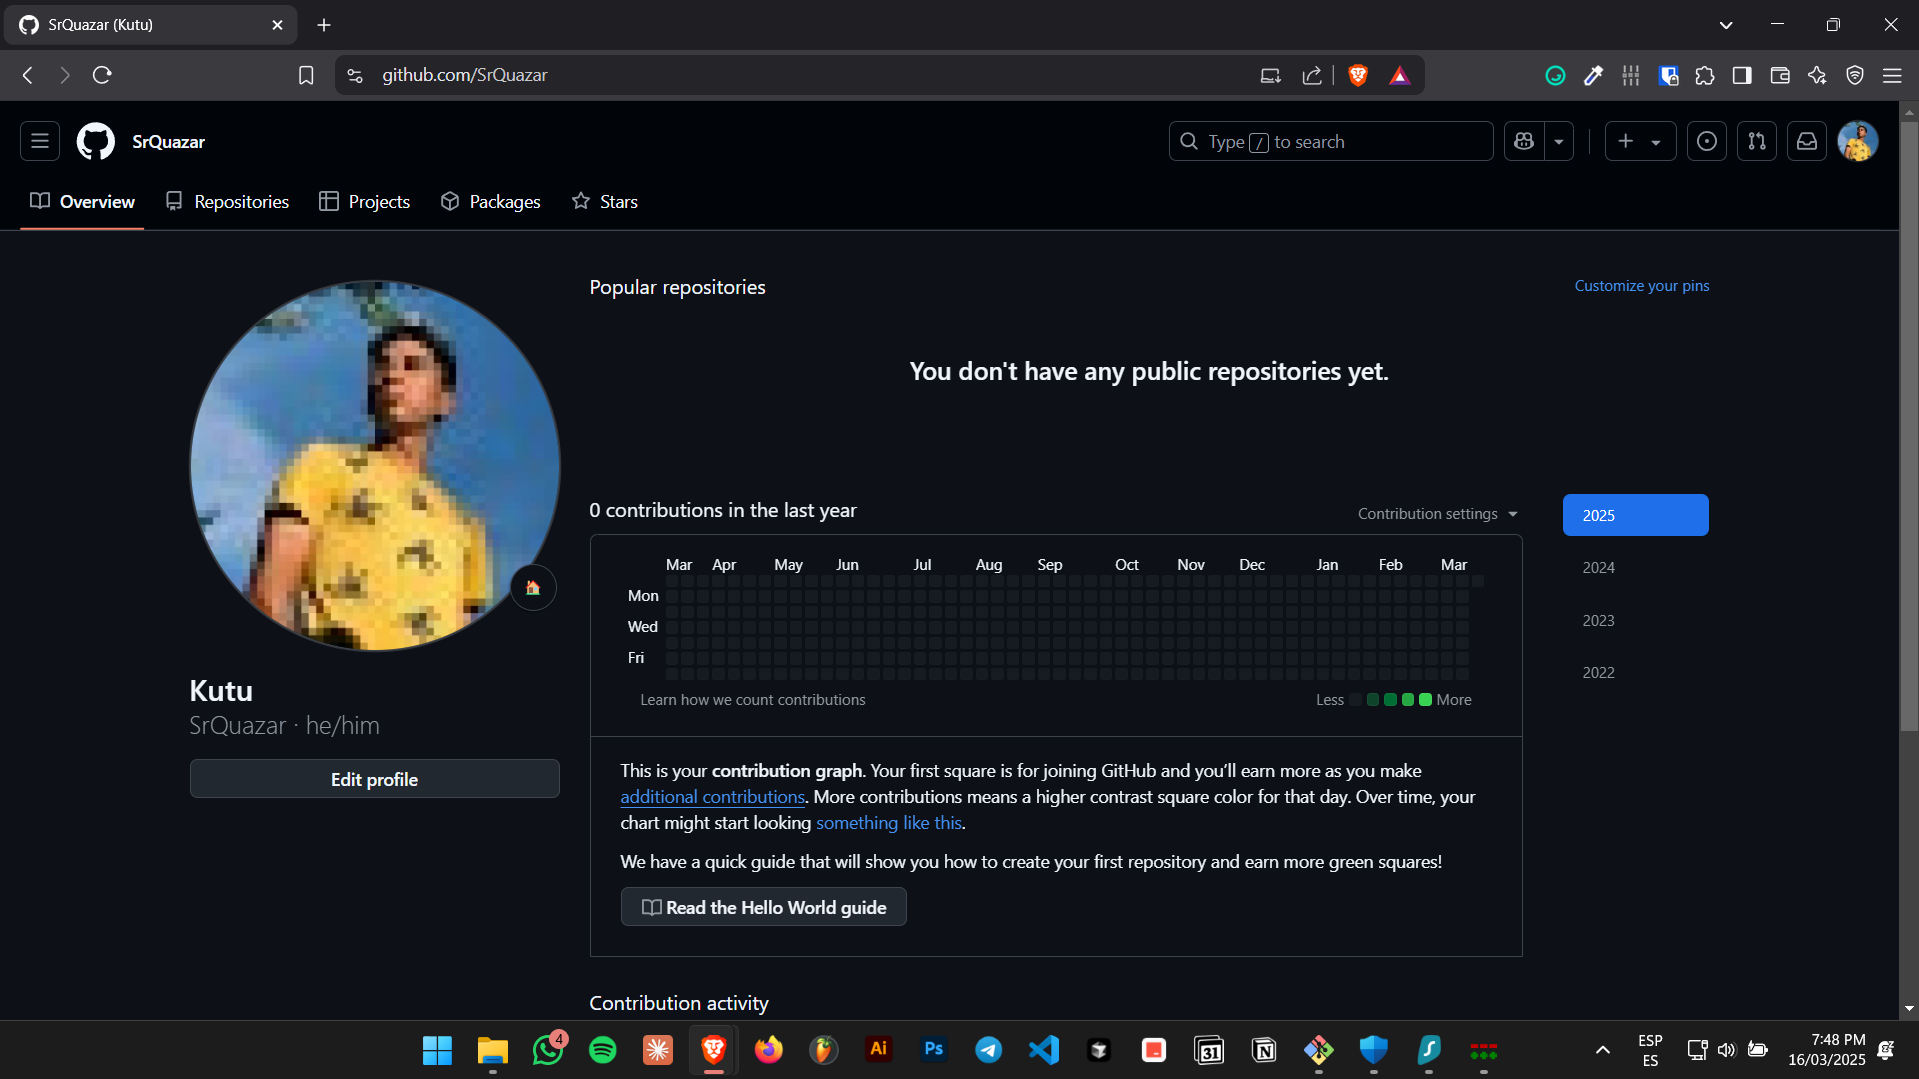 SrQuazar (Kutu)
github.com/SrQuazar
SrQuazar
Type / to search
Overview
Repositories
Projects
Packages
Stars
Popular repositories
Customize your pins
You don't have any public repositories yet.
0 contributions in the last year
Contribution settings
2025
2024
2023
2022
Mar Apr May Jun Jul Aug Sep Oct Nov Dec Jan Feb Mar
Mon
Wed
Fri
Learn how we count contributions
Less More
Kutu
SrQuazar · he/him
Edit profile
This is your contribution graph. Your first square is for joining GitHub and you’ll earn more as you make
additional contributions. More contributions means a higher contrast square color for that day. Over time, your
chart might start looking something like this.
We have a quick guide that will show you how to create your first repository and earn more green squares!
Read the Hello World guide
Contribution activity
4
Ai
Ps
31
N
ESP
ES
7:48 PM
16/03/2025